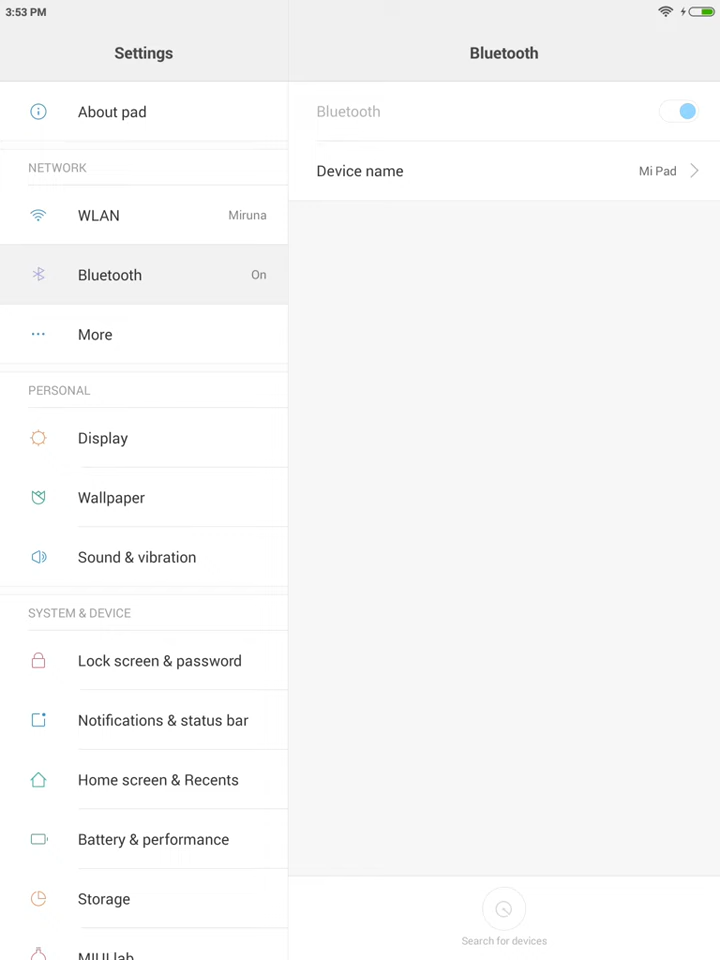 3:53 PM
Settings
About pad
NETWORK
WLAN Miruna
Bluetooth On
More
PERSONAL
Display
Wallpaper
Sound & vibration
SYSTEM & DEVICE
Lock screen & password
Notifications & status bar
Home screen & Recents
Battery & performance
Storage
MIUI lab
Bluetooth
Bluetooth
Device name Mi Pad
Search for devices